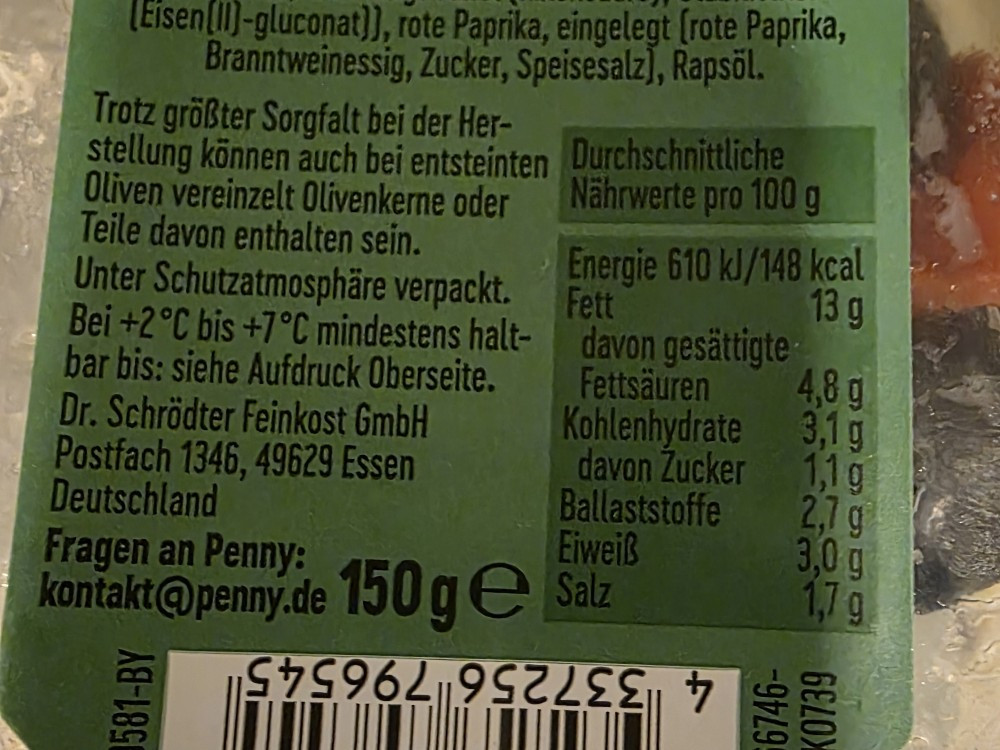 (Eisen(II)-gluconat)), rote Paprika, eingelegt (rote Paprika,
Branntweinessig, Zucker, Speisesalz), Rapsöl.
Trotz größter Sorgfalt bei der Her-
stellung können auch bei entsteinten
Oliven vereinzelt Olivenkerne oder
Teile davon enthalten sein.
Unter Schutzatmosphäre verpackt.
Bei +2°C bis +7°C mindestens halt-
bar bis: siehe Aufdruck Oberseite.
Dr. Schrödter Feinkost GmbH
Postfach 1346, 49629 Essen
Deutschland
Fragen an Penny:
kontakt@penny.de 150 g e
Durchschnittliche
Nährwerte pro 100 g
Energie 610 kJ/148 kcal
Fett 13 g
davon gesättigte
Fettsäuren 4,8 g
Kohlenhydrate 3,1 g
davon Zucker 1,1 g
Ballaststoffe 2,7 g
Eiweiß 3,0 g
Salz 1,7 g
0581-BY
4 337256 796545
6746-
K0739